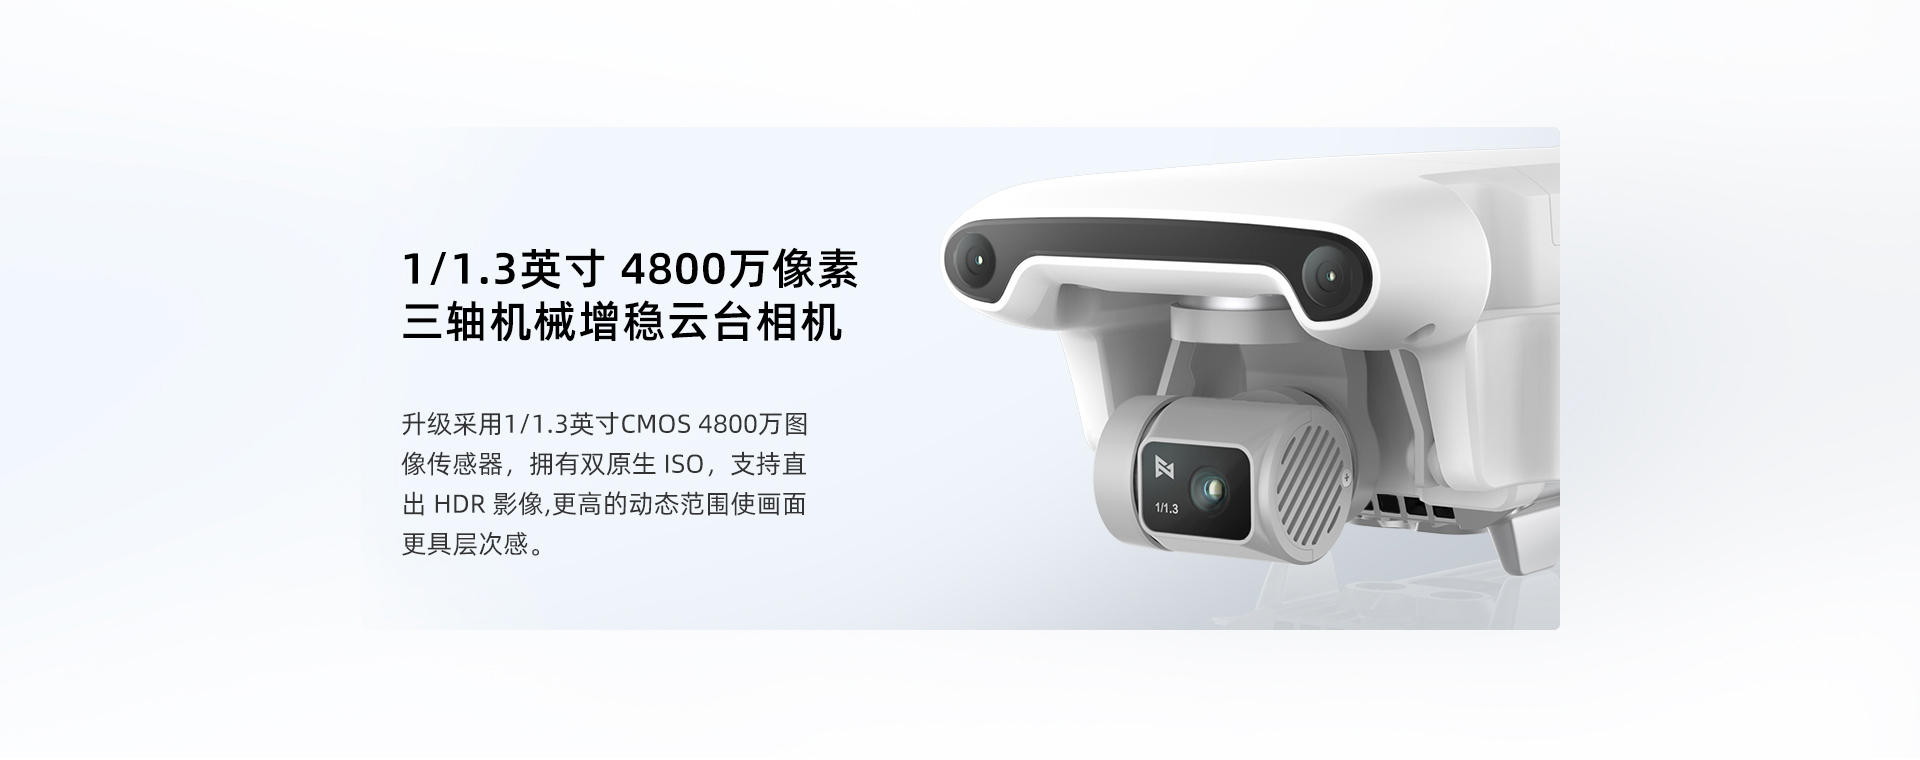 1/1.3英寸 4800万像素
三轴机械增稳云台相机
升级采用1/1.3英寸CMOS 4800万图
像传感器，拥有双原生 ISO，支持直
出 HDR 影像,更高的动态范围使画面
更具层次感。
1/1.3